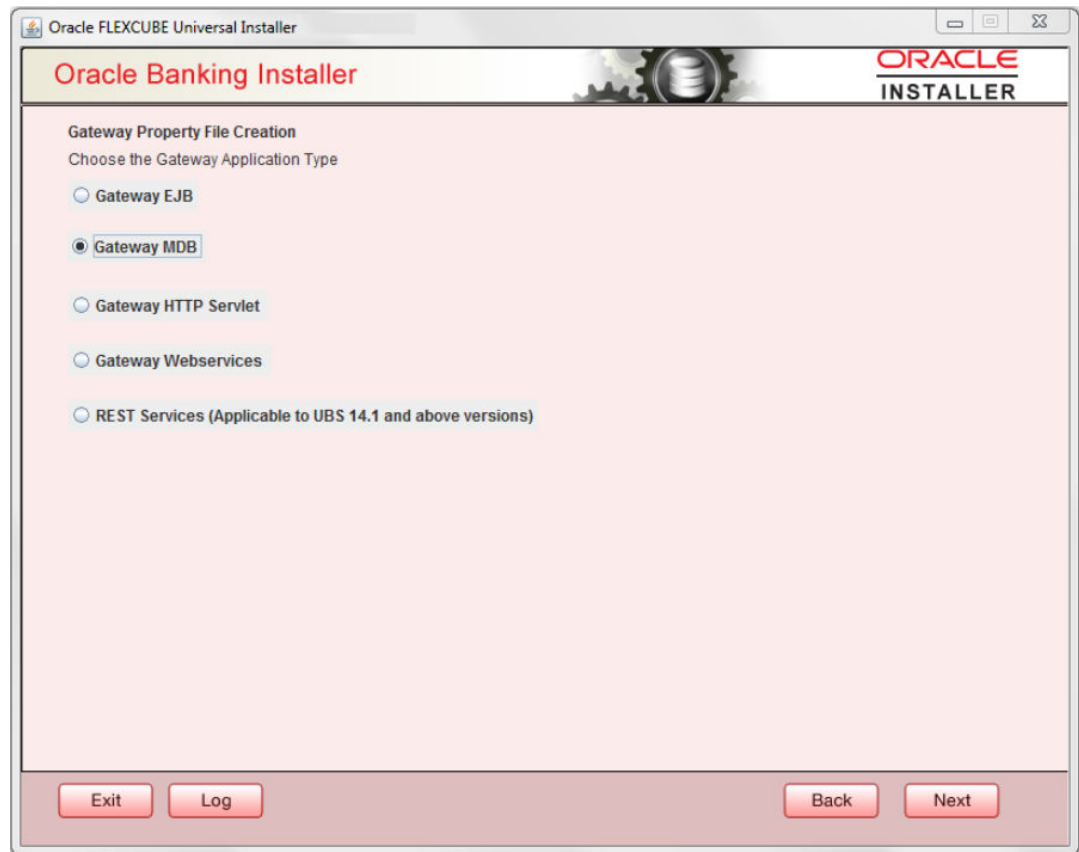 Oracle FLEXCUBE Universal Installer
Oracle Banking Installer
ORACLE
INSTALLER
Gateway Property File Creation
Choose the Gateway Application Type
Gateway EJB
Gateway MDB
Gateway HTTP Servlet
Gateway Webservices
REST Services (Applicable to UBS 14.1 and above versions)
Exit
Log
Back
Next